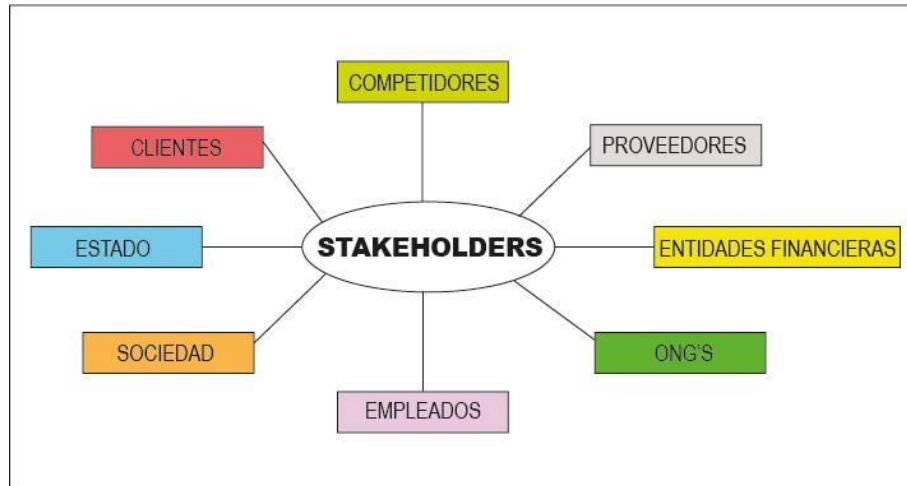 COMPETIDORES
CLIENTES
PROVEEDORES
ESTADO
STAKEHOLDERS
ENTIDADES FINANCIERAS
SOCIEDAD
ONG'S
EMPLEADOS